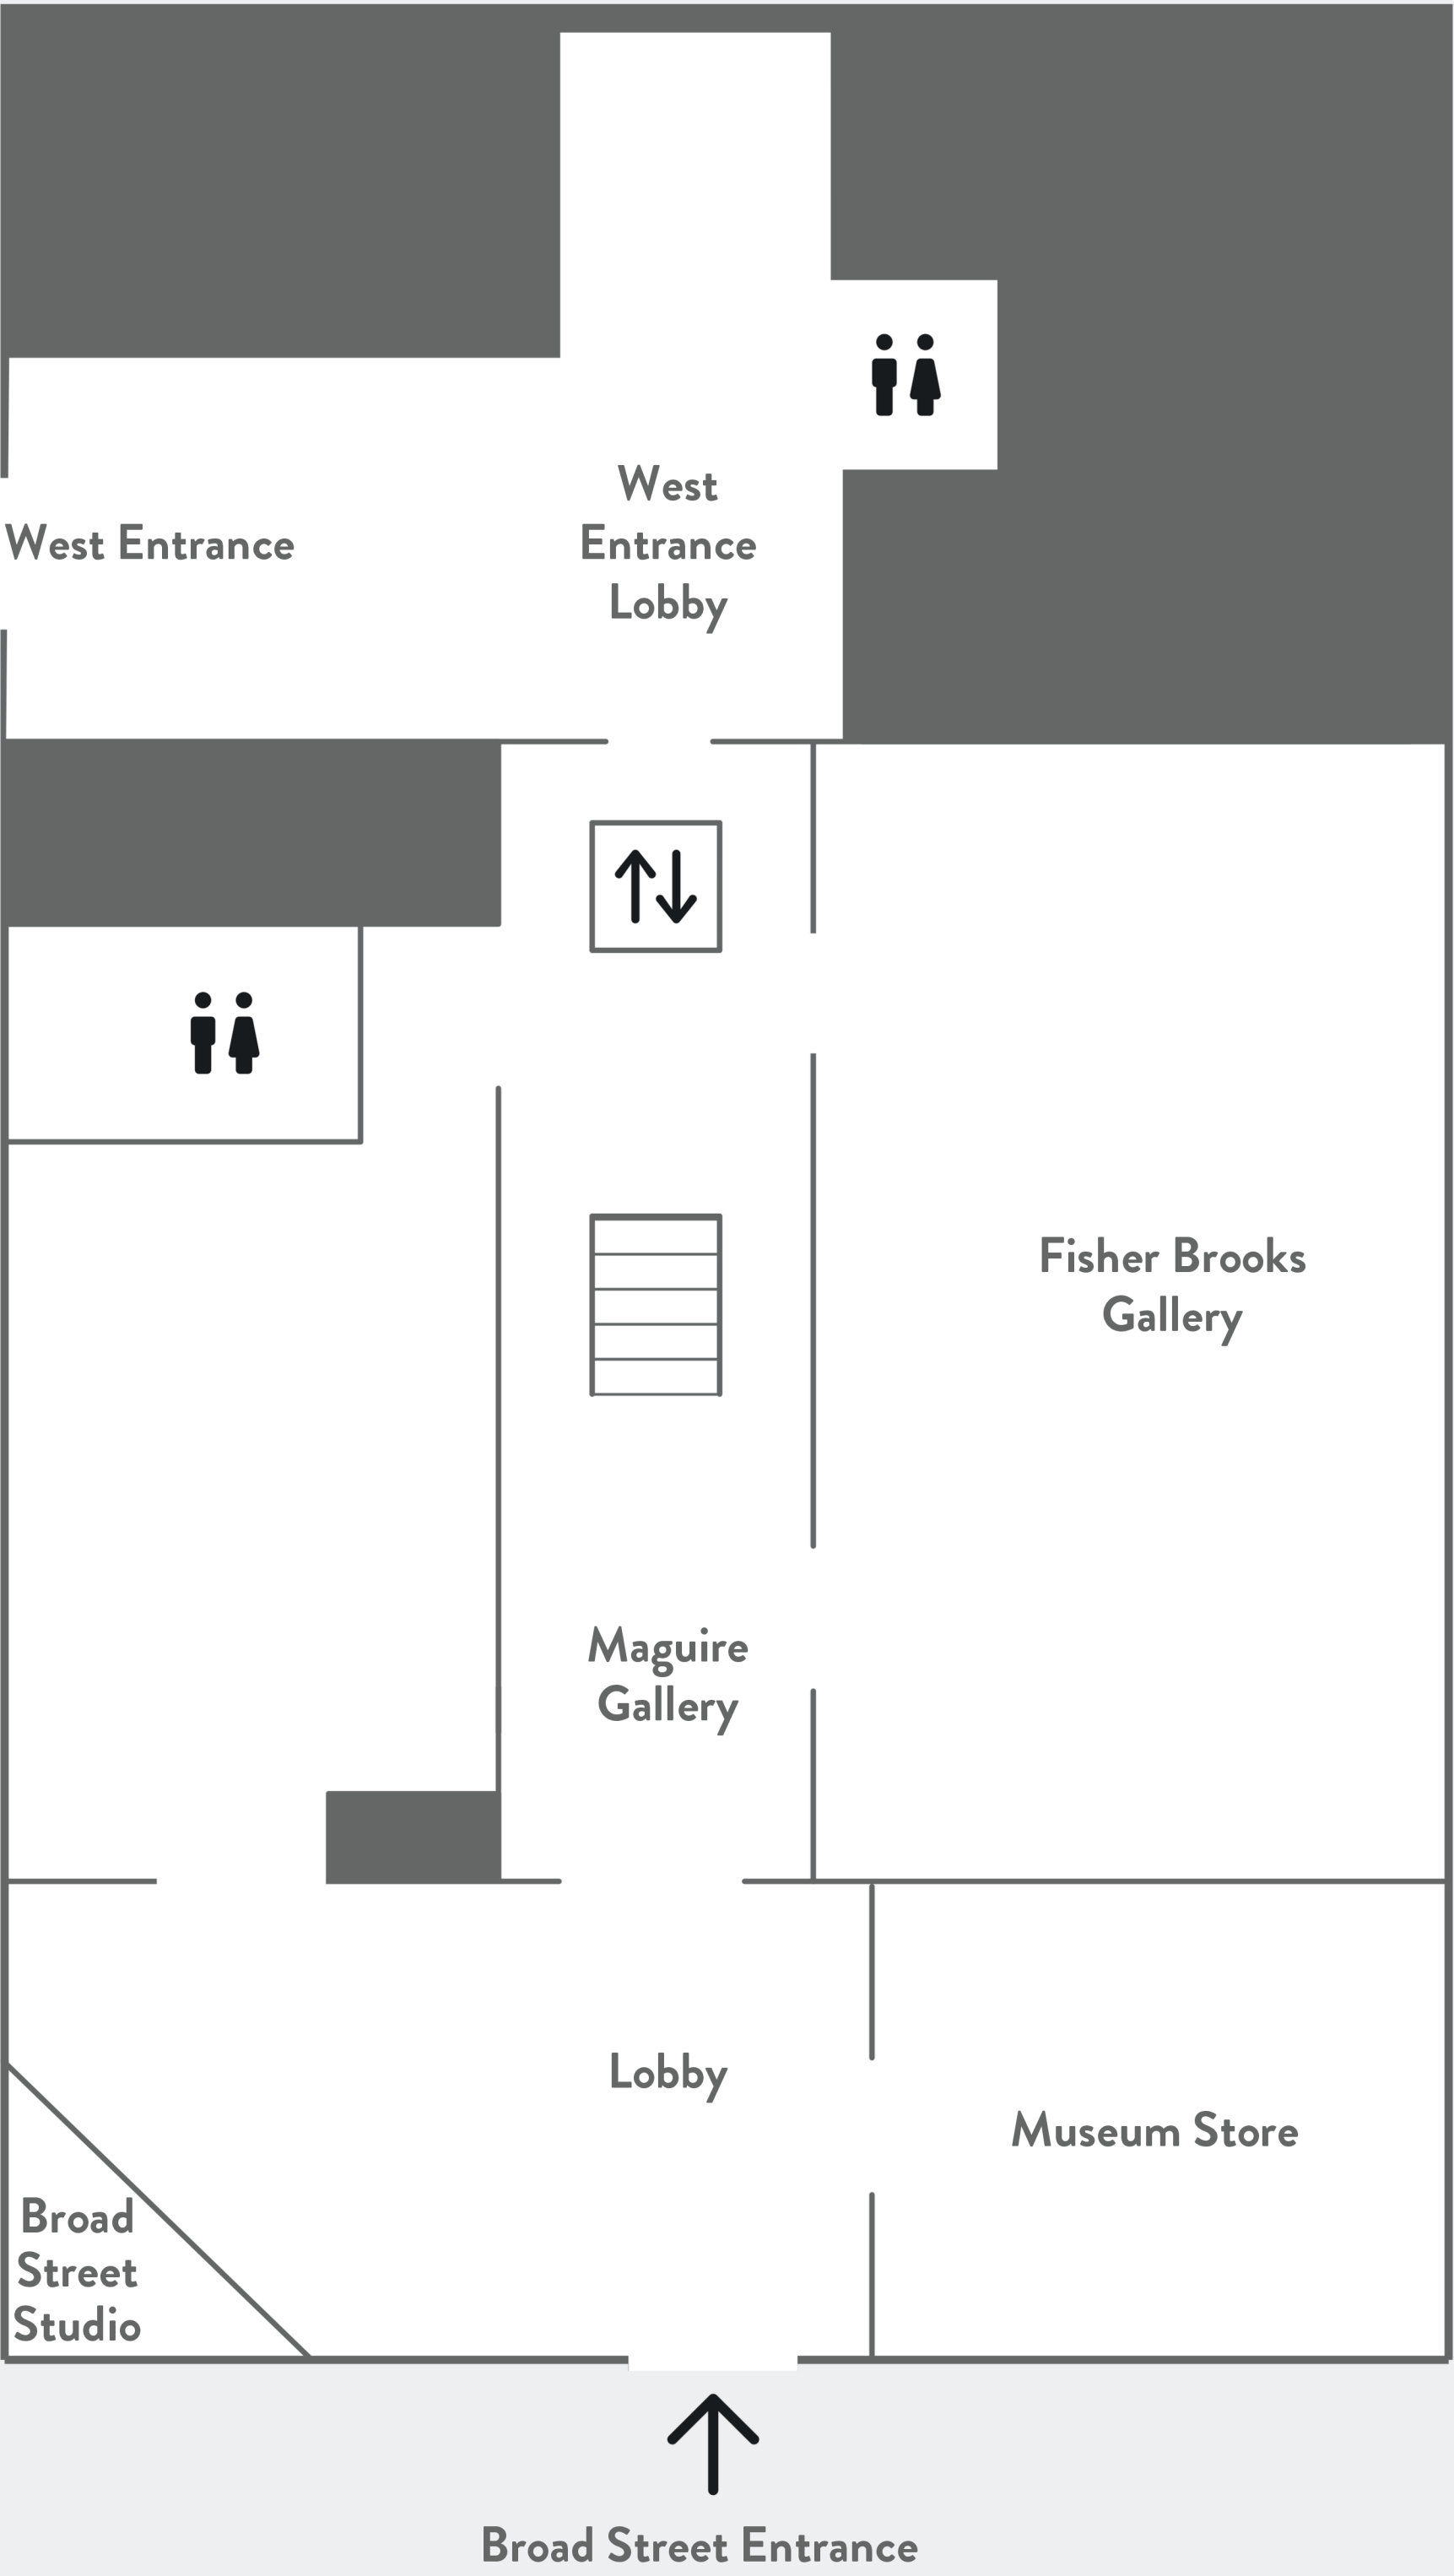 West
Entrance
Lobby
West Entrance
Fisher Brooks
Gallery
Maguire
Gallery
Lobby
Museum Store
Broad
Street
Studio
Broad Street Entrance